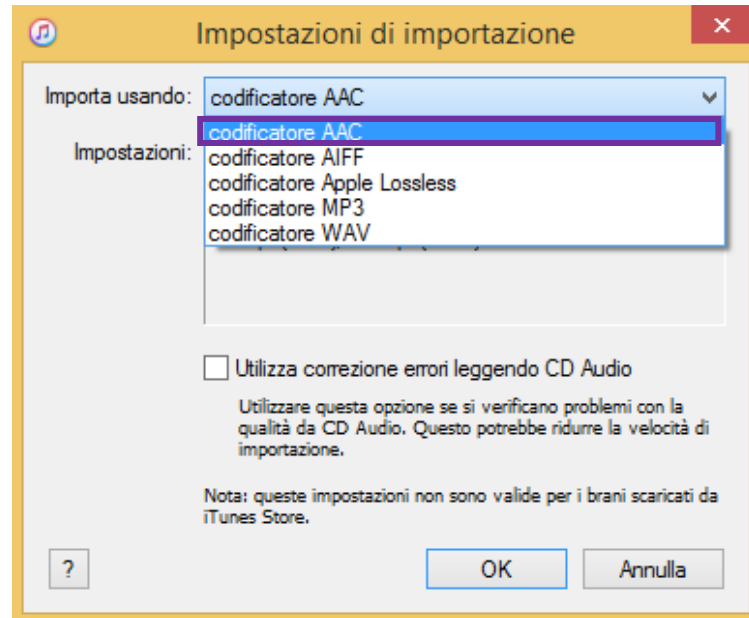 Impostazioni di importazione
Importa usando: codificatore AAC
codificatore AAC
Impostazioni: codificatore AIFF
codificatore Apple Lossless
codificatore MP3
codificatore WAV
Utilizza correzione errori leggendo CD Audio
Utilizzare questa opzione se si verificano problemi con la
qualità da CD Audio. Questo potrebbe ridurre la velocità di
importazione.
Nota: queste impostazioni non sono valide per i brani scaricati da
iTunes Store.
? OK Annulla